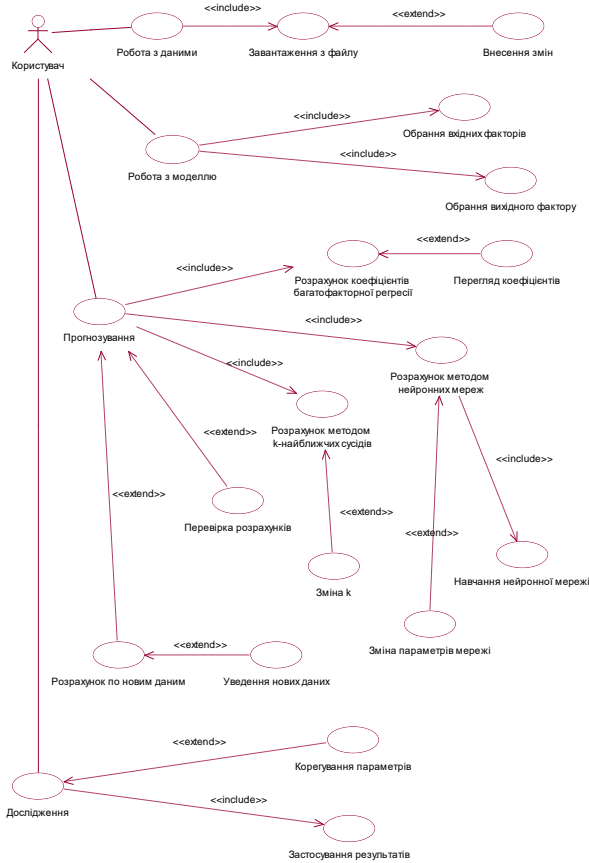 <<include>>
<<extend>>
Користувач
Робота з даними
Завантаження з файлу
Внесення змін
<<include>>
Обрання вхідних факторів
<<include>>
Робота з моделлю
Обрання вихідного фактору
<<extend>>
<<include>>
Розрахунок коефіцієнтів
багатофакторної регресії
Перегляд коефіцієнтів
<<include>>
Прогнозування
<<include>>
Розрахунок методом
нейронних мереж
<<extend>>
Розрахунок методом
k-найближчих сусідів
<<include>>
<<extend>>
<<extend>>
Перевірка розрахунків
<<extend>>
Зміна k
Навчання нейронної мережі
<<extend>>
Зміна параметрів мережі
Розрахунок по новим даним
Уведення нових даних
<<extend>>
Корегування параметрів
<<include>>
Дослідження
Застосування результатів